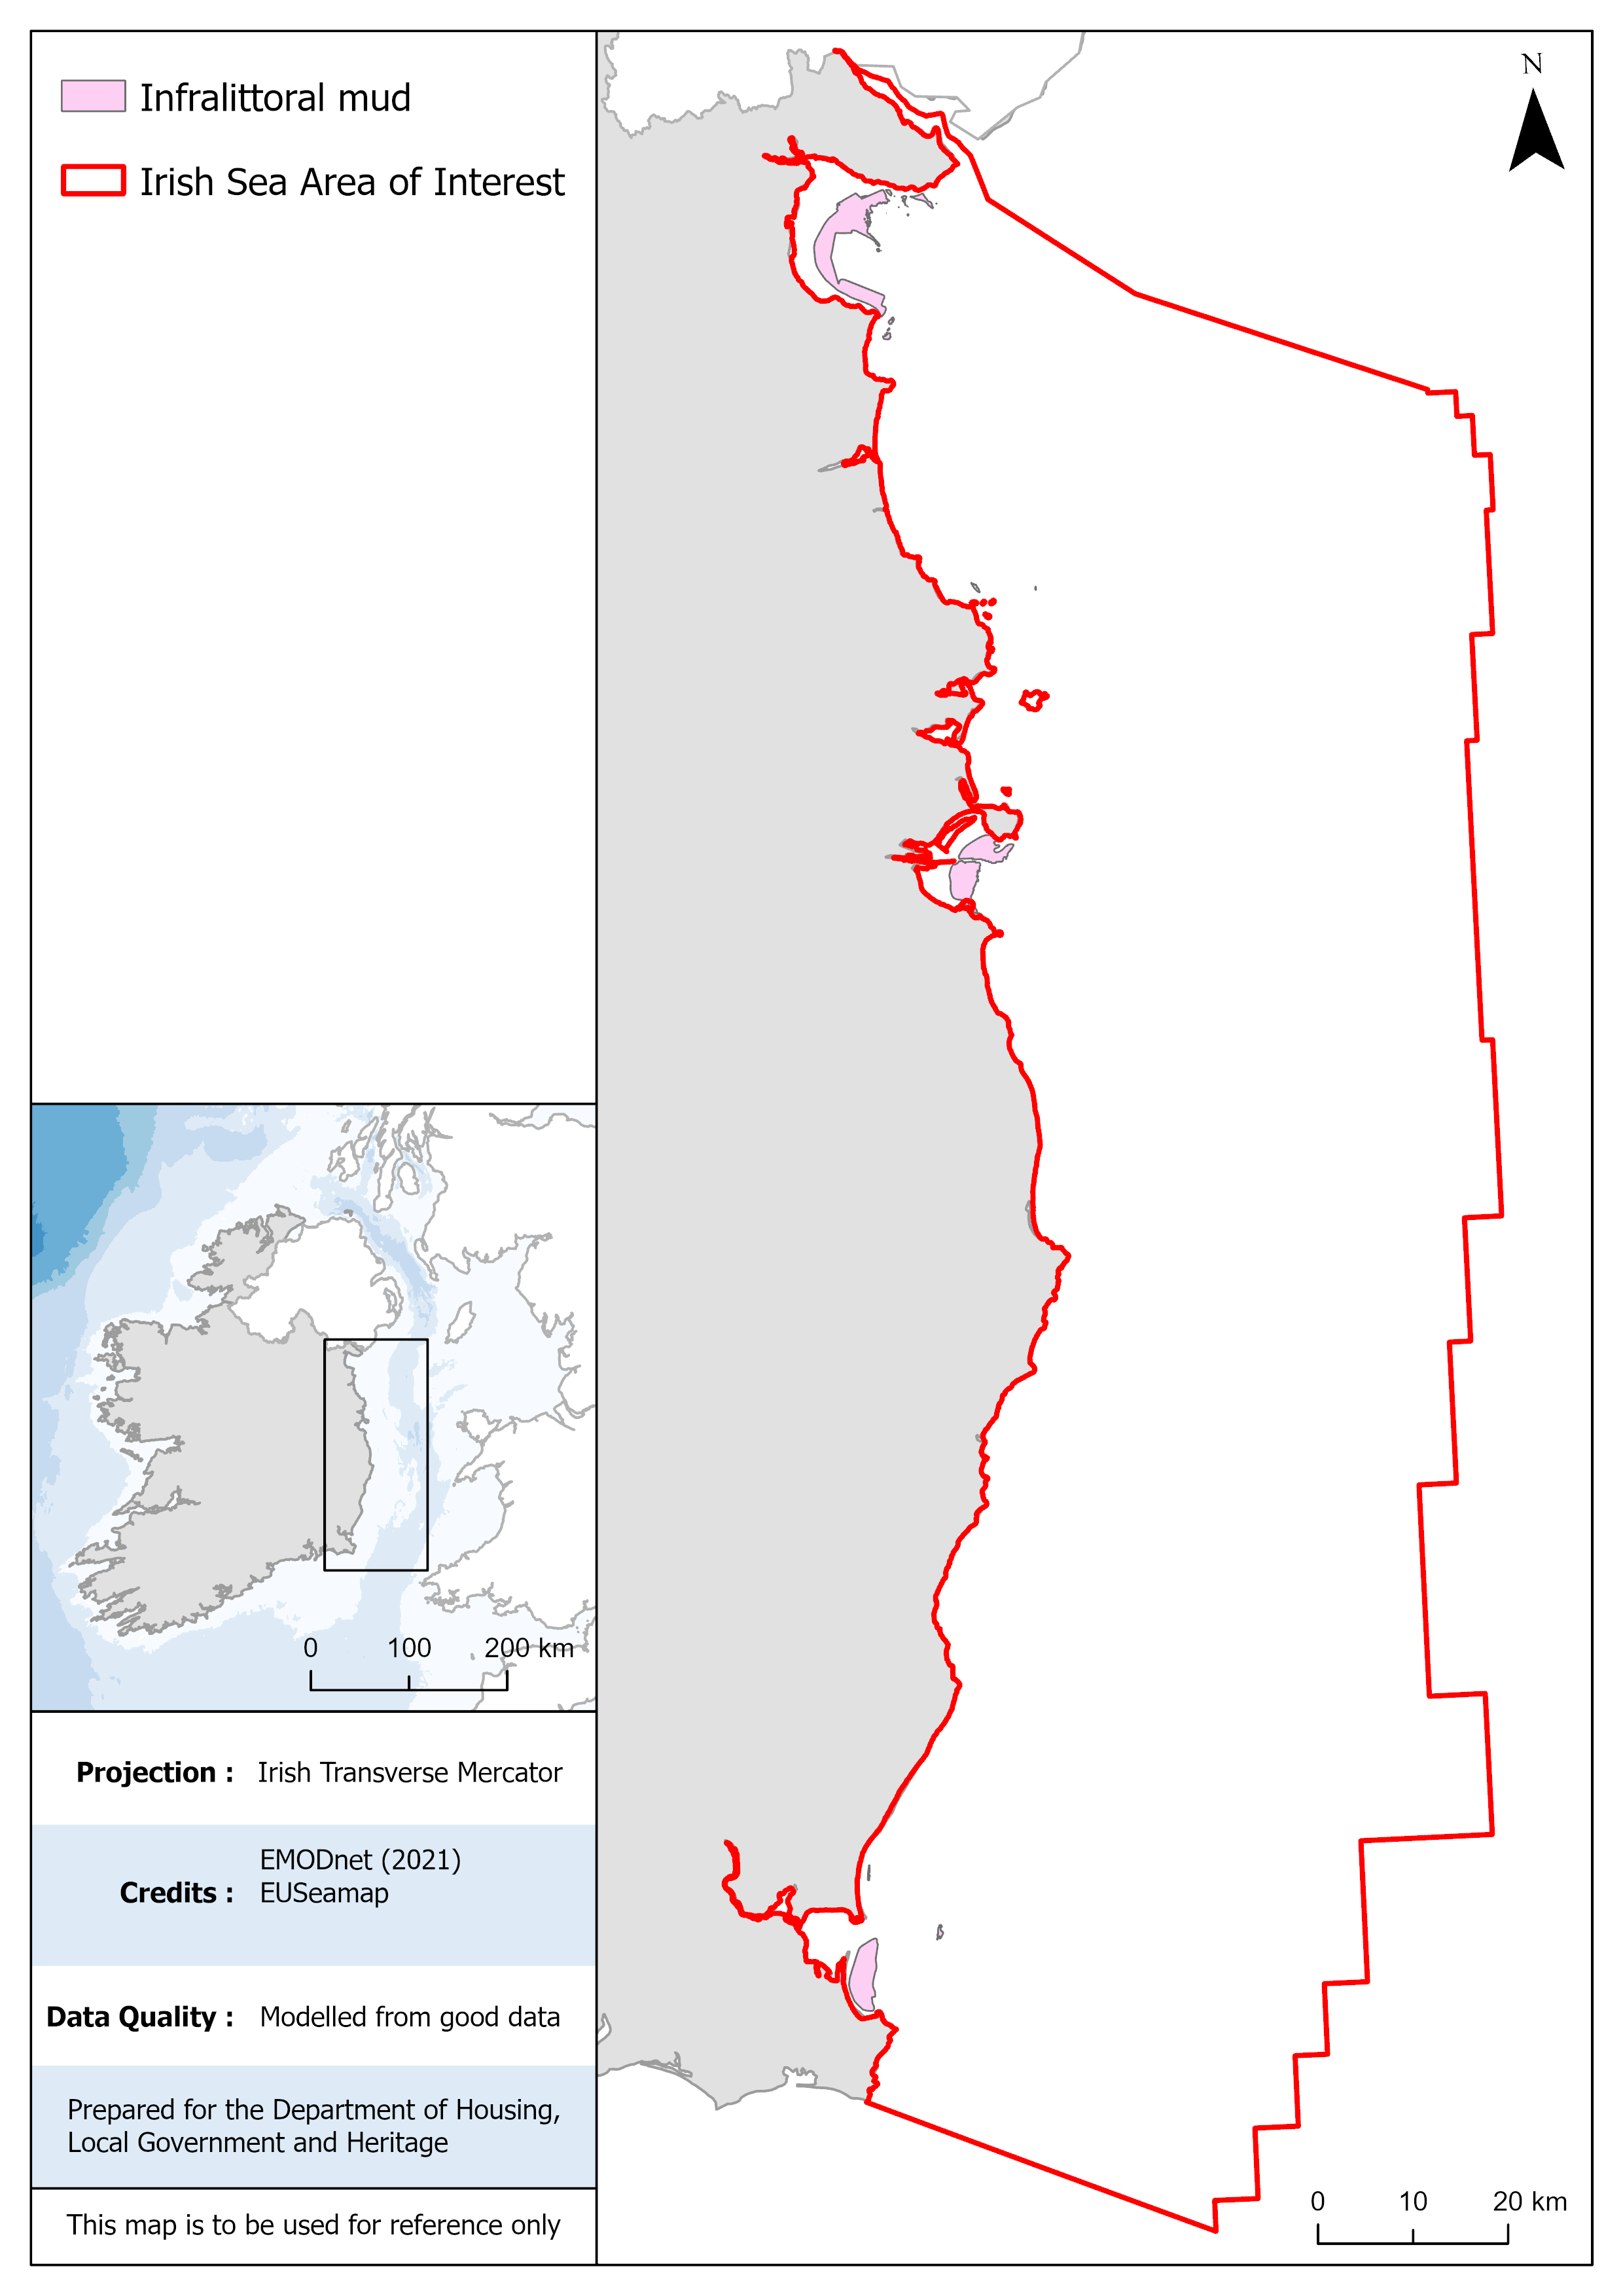 Infralittoral mud
Irish Sea Area of Interest
N
0 100 200 km
Projection : Irish Transverse Mercator
EMODnet (2021)
Credits : EUSeamap
Data Quality : Modelled from good data
Prepared for the Department of Housing,
Local Government and Heritage
This map is to be used for reference only
0 10 20 km